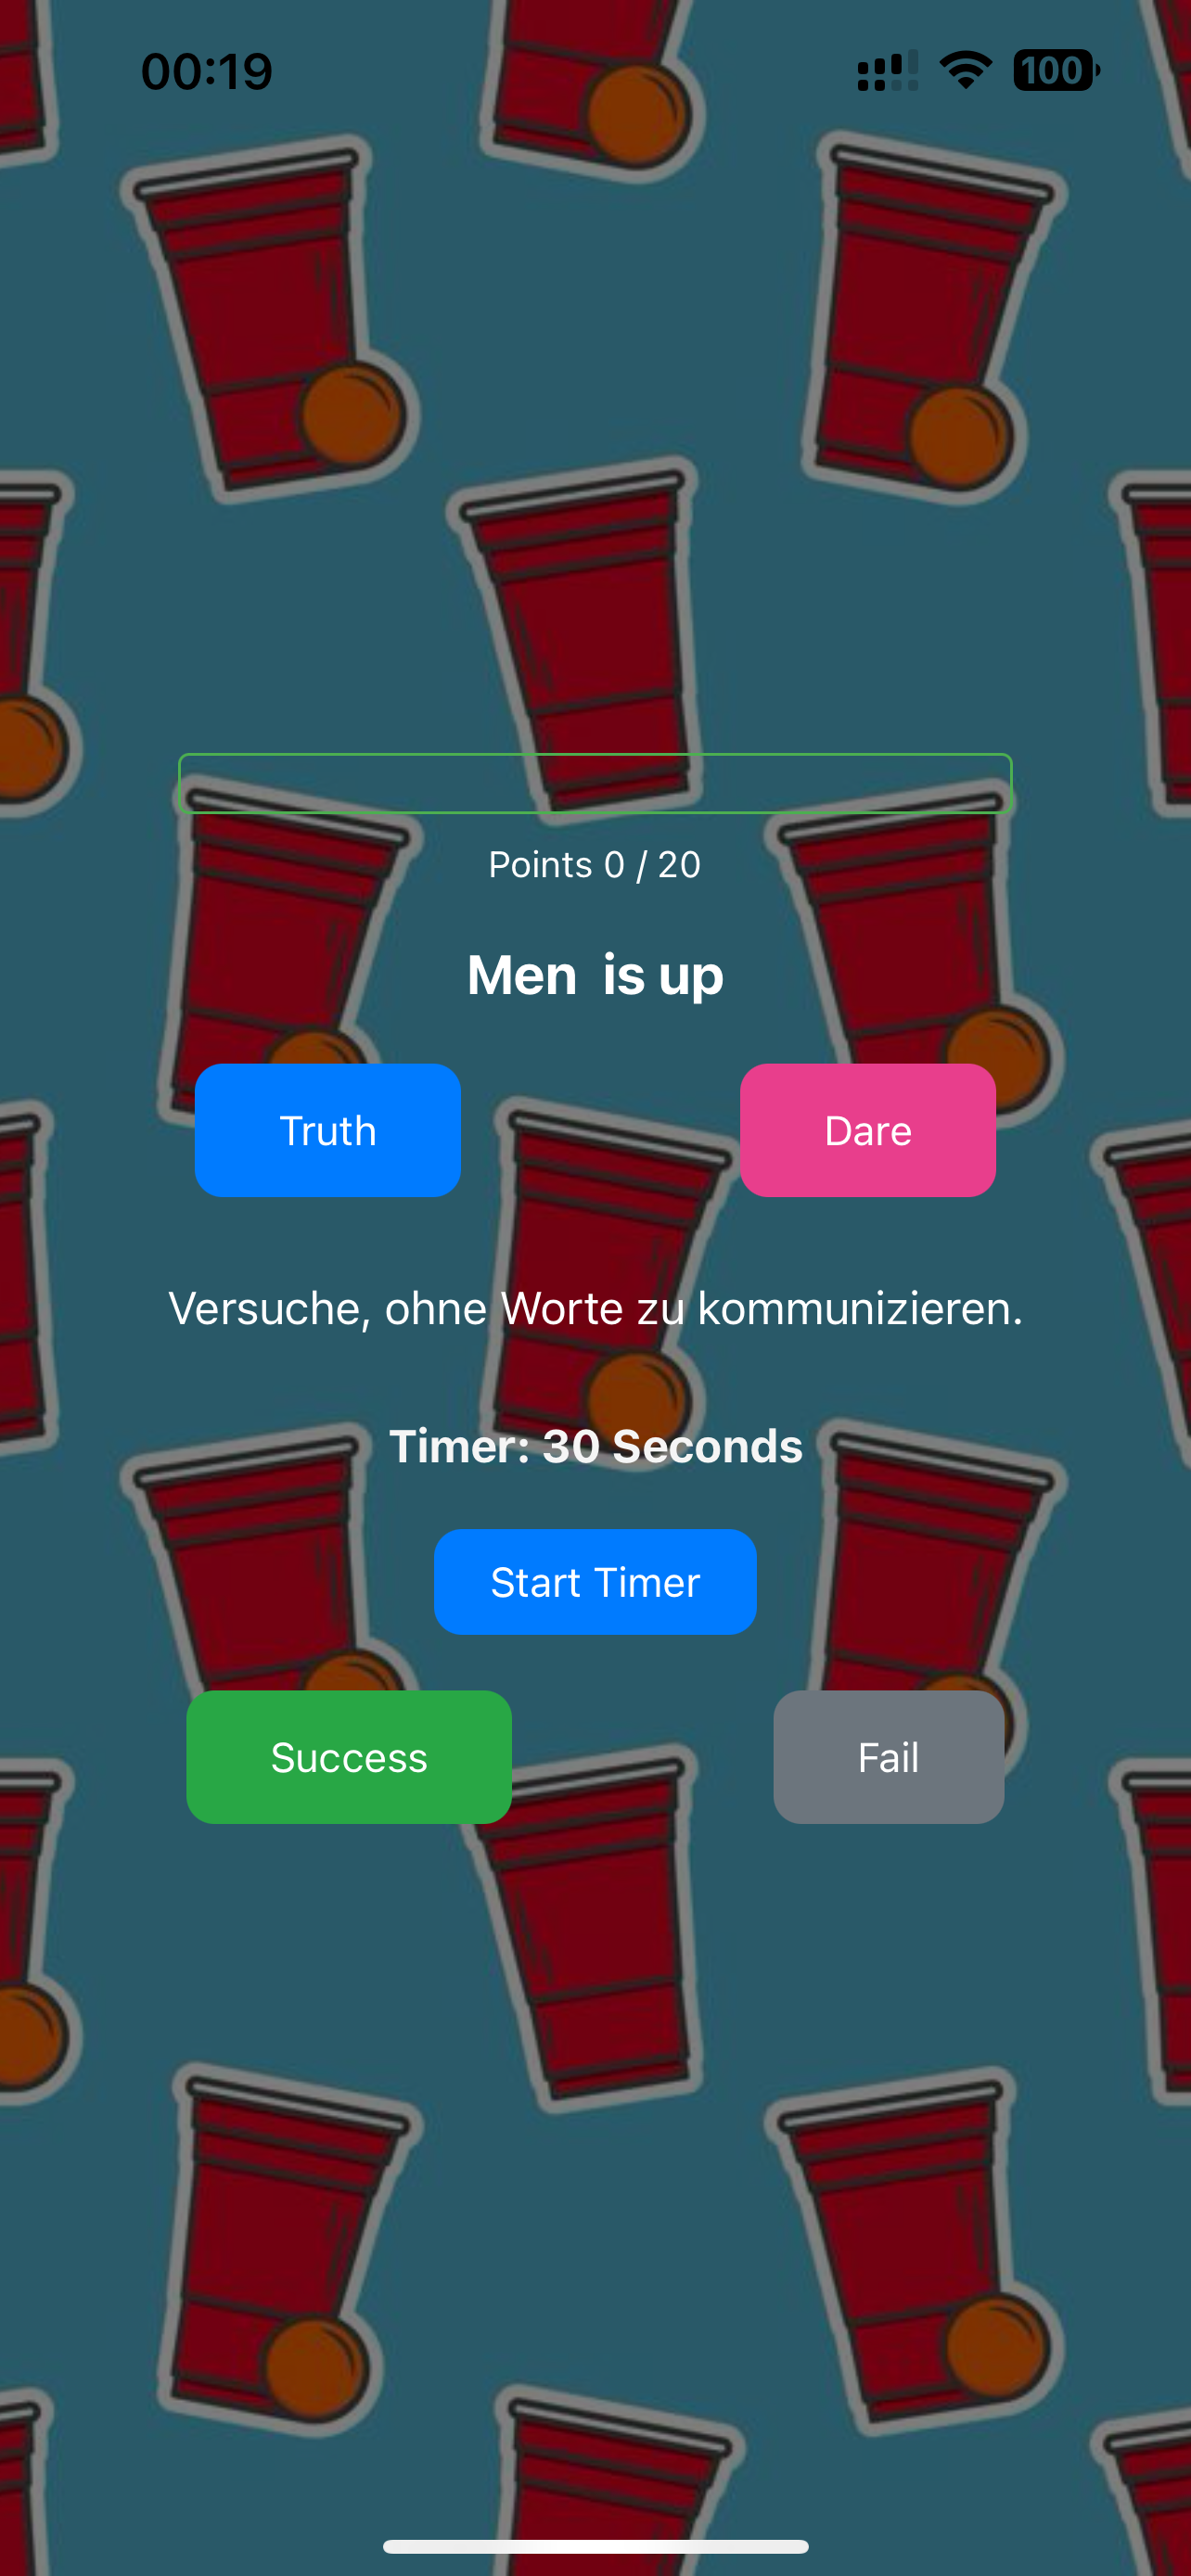 00:19
100
Points 0 / 20
Men  is up
Truth
Dare
Versuche, ohne Worte zu kommunizieren.
Timer: 30 Seconds
Start Timer
Success
Fail